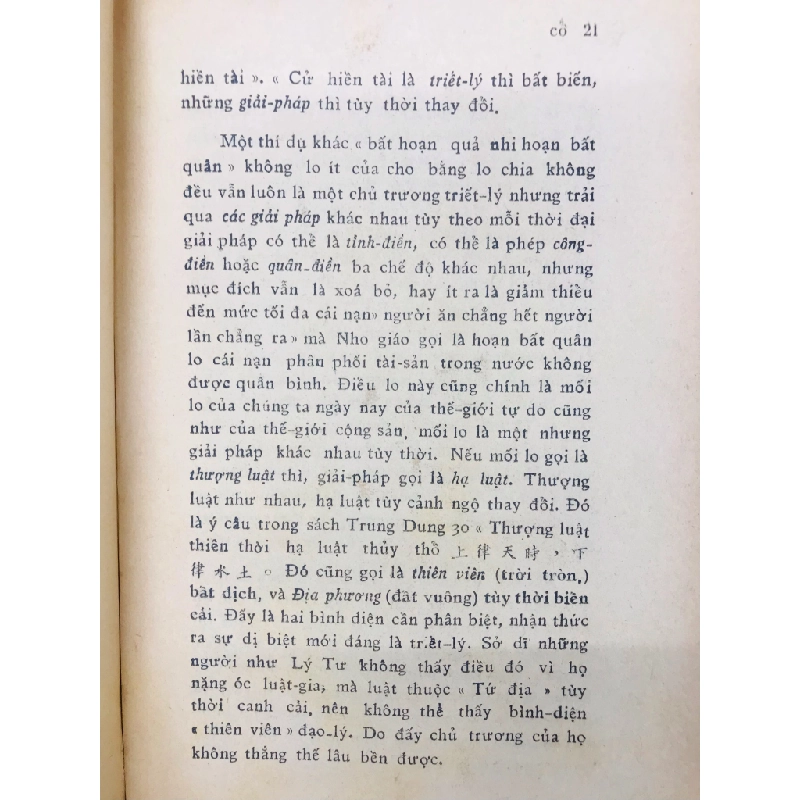 cổ 21
hiền tài ». « Cử hiền tài là triết-lý thì bất biến,
những giải-pháp thì tùy thời thay đổi.
Một thí dụ khác « bất hoạn quả nhi hoạn bất
quân » không lo ít của cho bằng lo chia không
đều vẫn luôn là một chủ trương triết-lý nhưng trải
qua các giải pháp khác nhau tùy theo mỗi thời đại
giải pháp có thể là tỉnh-điền, có thể là phép công-
điền hoặc quân-điền ba chế độ khác nhau, nhưng
mục đích vẫn là xoá bỏ, hay ít ra là giảm thiểu
đến mức tối đa cái nạn» người ăn chẳng hết người
lần chẳng ra» mà Nho giáo gọi là hoạn bất quân
lo cái nạn phân phối tài-sản trong nước không
được quân bình. Điều lo này cũng chính là mối
lo của chúng ta ngày nay của thế-giới tự do cũng
như của thế-giới cộng sản, mối lo là một nhưng
giải pháp khác nhau tùy thời. Nếu mối lo gọi là
thượng luật thì, giải-pháp gọi là hạ luật. Thượng
luật như nhau, hạ luật tùy cảnh ngộ thay đổi. Đó
là ý câu trong sách Trung Dung 30 « Thượng luật
thiên thời hạ luật thủy thổ 上律天時，下
律水土。 Đó cũng gọi là thiên viên (trời tròn,)
bất dịch, và Địa phương (đất vuông) tùy thời biến
cải. Đấy là hai bình diện cần phân biệt, nhận thức
ra sự dị biệt mới đáng là triết-lý. Sở dĩ những
người như Lý Tư không thấy điều đó vì họ
nặng óc luật-gia, mà luật thuộc « Tứ địa » tùy
thời canh cải, nên không thể thấy bình-diện
« thiên viên » đạo-lý. Do đấy chủ trương của họ
không thẳng thế lâu bền được.